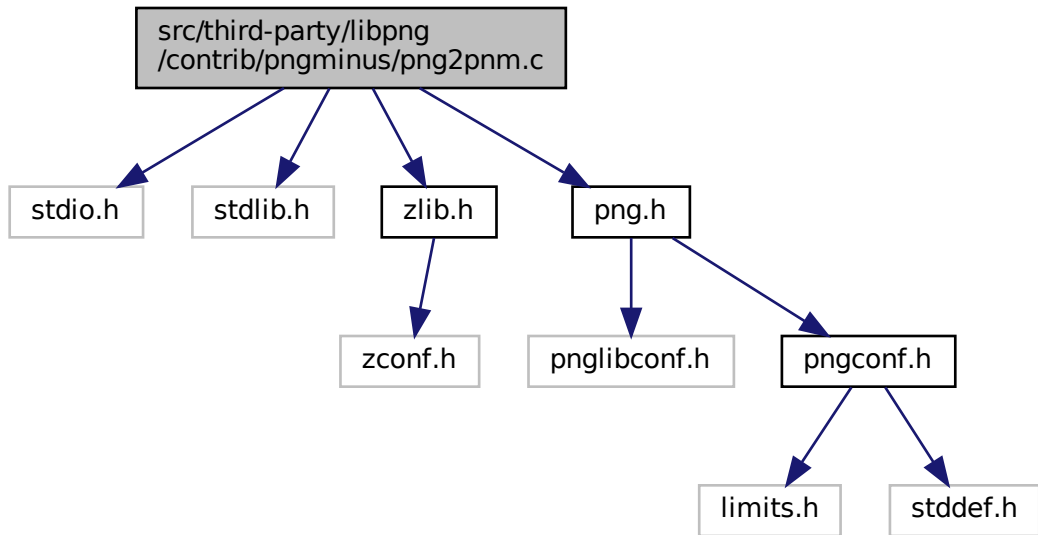 src/third-party/libpng
/contrib/pngminus/png2pnm.c
stdio.h
stdlib.h
zlib.h
png.h
zconf.h
pnglibconf.h
pngconf.h
limits.h
stddef.h